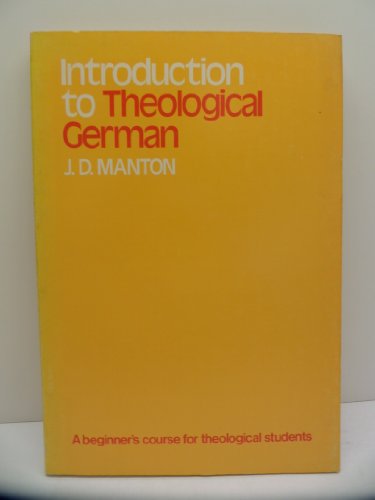 Introduction
to Theological
German
J. D. MANTON
A beginner's course for theological students